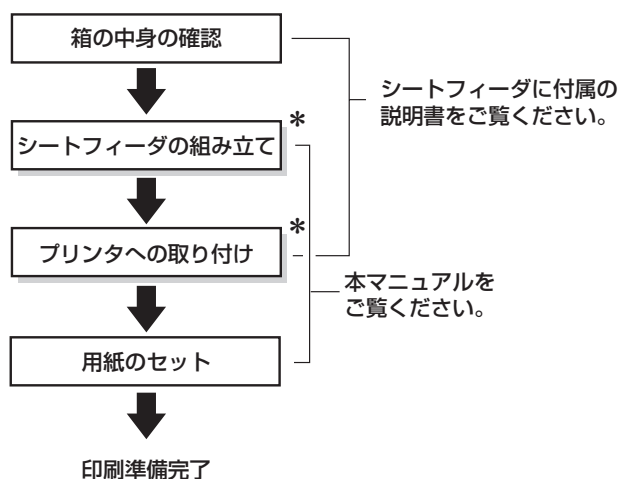 箱の中身の確認
シートフィーダに付属の
説明書をご覧ください。
*
シートフィーダの組み立て
*
プリンタへの取り付け
本マニュアルを
ご覧ください。
用紙のセット
印刷準備完了